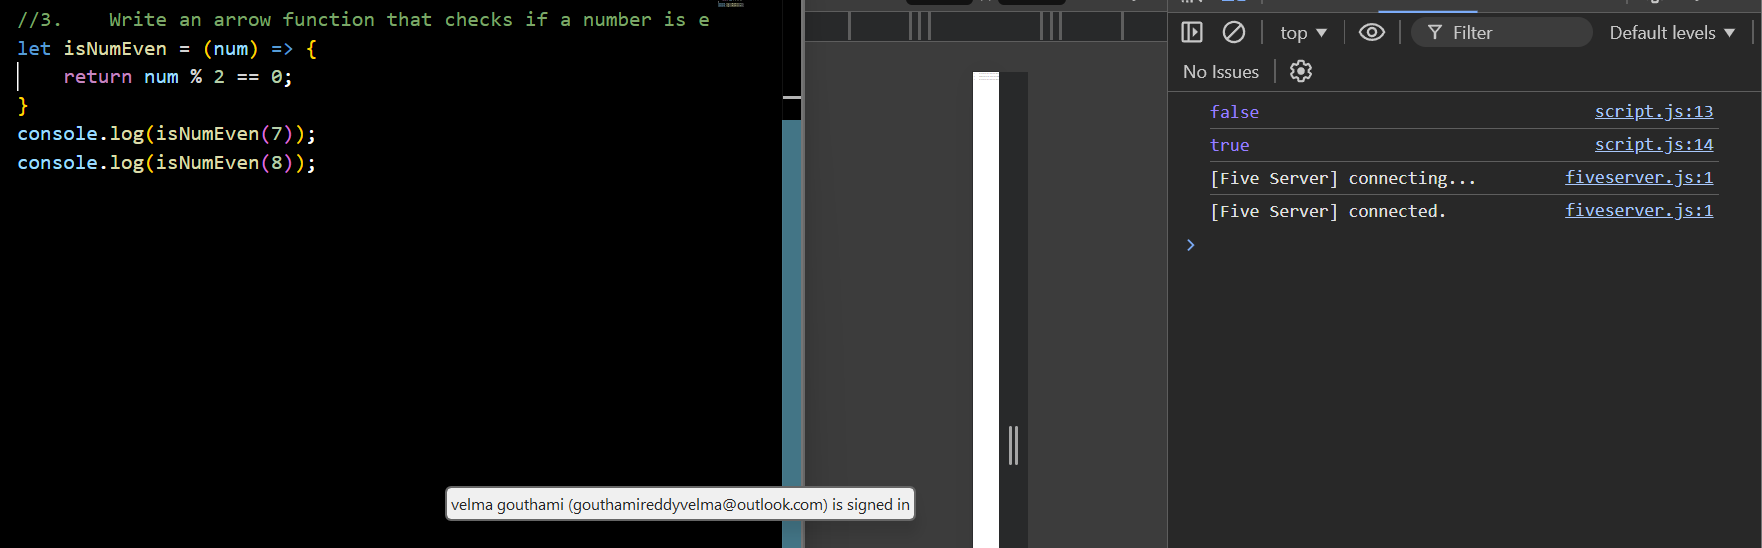 //3.    Write an arrow function that checks if a number is e
let isNumEven = (num) => {
    return num % 2 == 0;
}
console.log(isNumEven(7));
console.log(isNumEven(8));
velma gouthami (gouthamireddyvelma@outlook.com) is signed in
top Filter Default levels
No Issues
false script.js:13
true script.js:14
[Five Server] connecting... fiveserver.js:1
[Five Server] connected. fiveserver.js:1
>